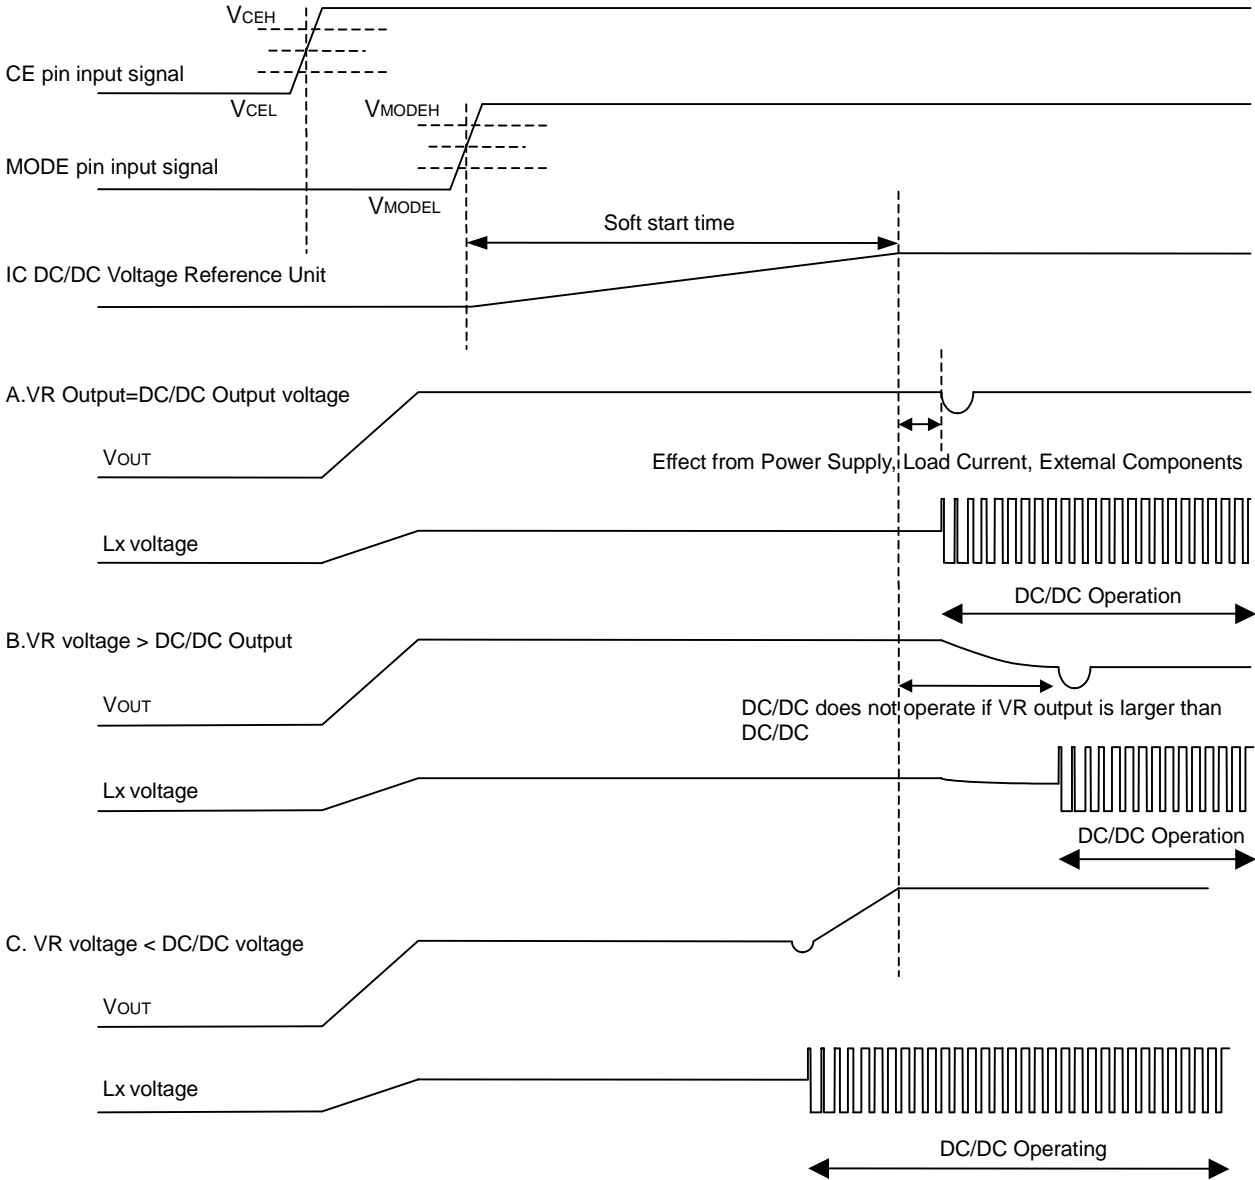 VCEH
CE pin input signal
VCEL
VMODEH
MODE pin input signal
VMODEL
Soft start time
IC DC/DC Voltage Reference Unit
A.VR Output=DC/DC Output voltage
VOUT
Effect from Power Supply, Load Current, Extemal Components
Lx voltage
DC/DC Operation
B.VR voltage > DC/DC Output
VOUT
DC/DC does not operate if VR output is larger than
DC/DC
Lx voltage
DC/DC Operation
C. VR voltage < DC/DC voltage
VOUT
Lx voltage
DC/DC Operating